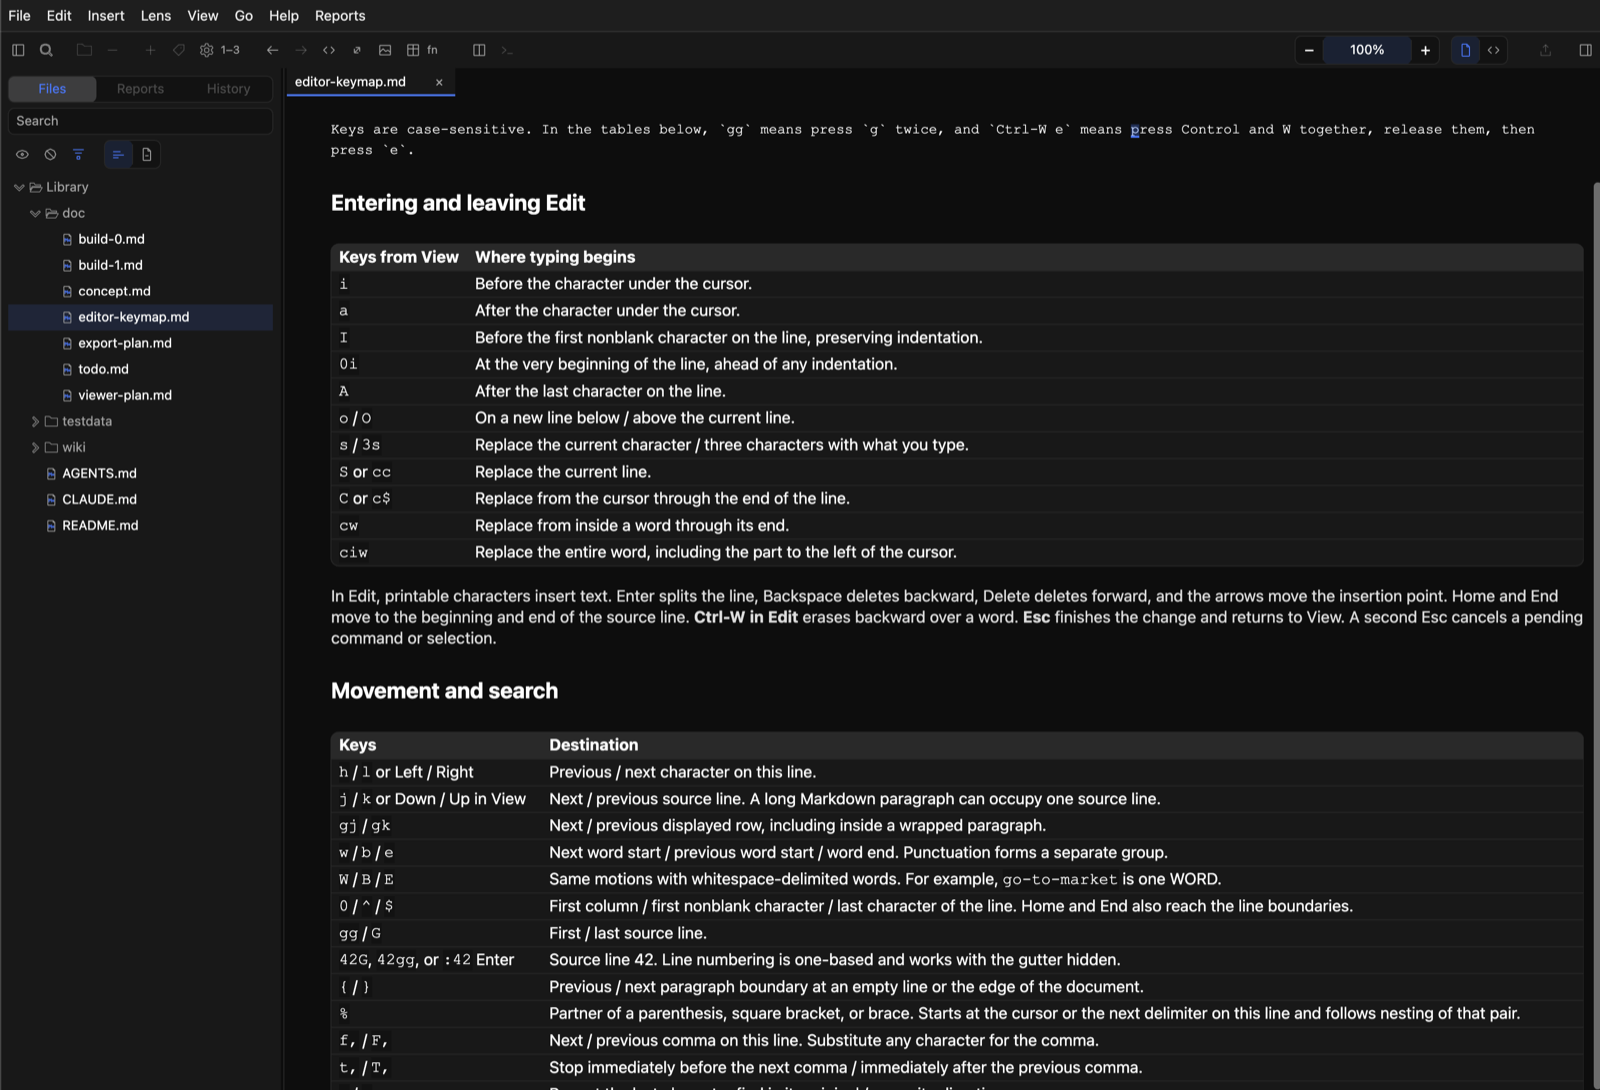 File Edit Insert Lens View Go Help Reports
1–3 fn 100%
Files Reports History
editor-keymap.md ×
Search
Library
doc
build-0.md
build-1.md
concept.md
editor-keymap.md
export-plan.md
todo.md
viewer-plan.md
testdata
wiki
AGENTS.md
CLAUDE.md
README.md
Keys are case-sensitive. In the tables below, `gg` means press `g` twice, and `Ctrl-W e` means press Control and W together, release them, then
press `e`.
Entering and leaving Edit
Keys from View Where typing begins
i Before the character under the cursor.
a After the character under the cursor.
I Before the first nonblank character on the line, preserving indentation.
0i At the very beginning of the line, ahead of any indentation.
A After the last character on the line.
o / O On a new line below / above the current line.
s / 3s Replace the current character / three characters with what you type.
S or cc Replace the current line.
C or c$ Replace from the cursor through the end of the line.
cw Replace from inside a word through its end.
ciw Replace the entire word, including the part to the left of the cursor.
In Edit, printable characters insert text. Enter splits the line, Backspace deletes backward, Delete deletes forward, and the arrows move the insertion point. Home and End
move to the beginning and end of the source line. Ctrl-W in Edit erases backward over a word. Esc finishes the change and returns to View. A second Esc cancels a pending
command or selection.
Movement and search
Keys Destination
h / l or Left / Right Previous / next character on this line.
j / k or Down / Up in View Next / previous source line. A long Markdown paragraph can occupy one source line.
gj / gk Next / previous displayed row, including inside a wrapped paragraph.
w / b / e Next word start / previous word start / word end. Punctuation forms a separate group.
W / B / E Same motions with whitespace-delimited words. For example, go-to-market is one WORD.
0 / ^ / $ First column / first nonblank character / last character of the line. Home and End also reach the line boundaries.
gg / G First / last source line.
42G, 42gg, or :42 Enter Source line 42. Line numbering is one-based and works with the gutter hidden.
{ / } Previous / next paragraph boundary at an empty line or the edge of the document.
% Partner of a parenthesis, square bracket, or brace. Starts at the cursor or the next delimiter on this line and follows nesting of that pair.
f, / F, Next / previous comma on this line. Substitute any character for the comma.
t, / T, Stop immediately before the next comma / immediately after the previous comma.